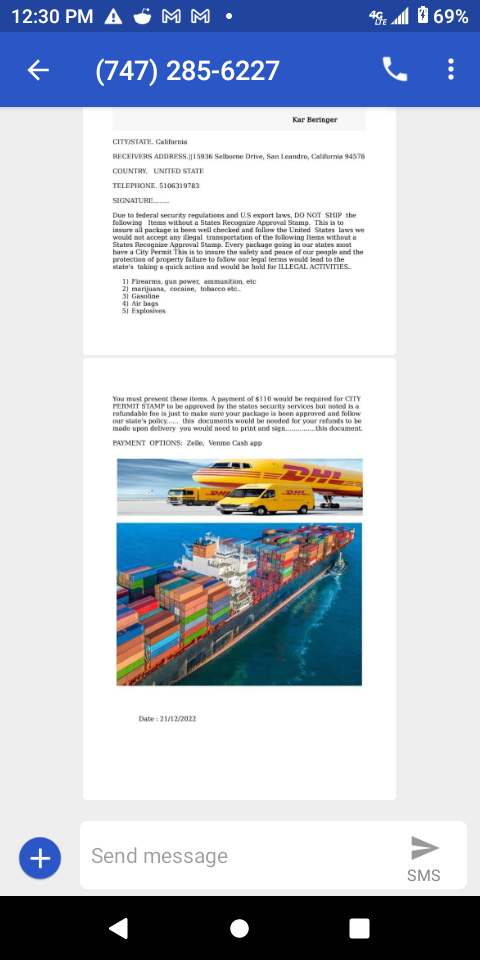 12:30 PM
4G LTE
69%
(747) 285-6227
Kar Beringer
CITY/STATE. California
RECEIVERS ADDRESS.||15936 Selborne Drive, San Leandro, California 94578
COUNTRY.   UNITED STATE
TELEPHONE. 5106319783
SIGNATURE.......
Due to federal security regulations and U.S export laws, DO NOT  SHIP  the
following   Items without a States Recognize Approval Stamp.  This is to
insure all package is been well checked and follow the United  States  laws we
would not accept any illegal  transportation of the following Items without a
States Recognize Approval Stamp. Every package going in our states most
have a City Permit This is to insure the safety and peace of our people and the
protection of property failure to follow our legal terms would lead to the
state's  taking a quick action and would be hold for ILLEGAL ACTIVITIES..
1) Firearms, gun power,  ammunition, etc
2) marijuana,  cocaine,  tobacco etc..
3) Gasoline
4) Air bags
5) Explosives
You must present these items. A payment of $110 would be required for CITY
PERMIT STAMP to be approved by the states security services but noted is a
refundable fee is just to make sure your package is been approved and follow
our state's policy......  this  documents would be needed for your refunds to be
made upon delivery  you would need to print and sign...............this document.
PAYMENT  OPTIONS:  Zelle,  Venmo Cash app
DHL
DHL
DHL
Date : 21/12/2022
Send message
SMS